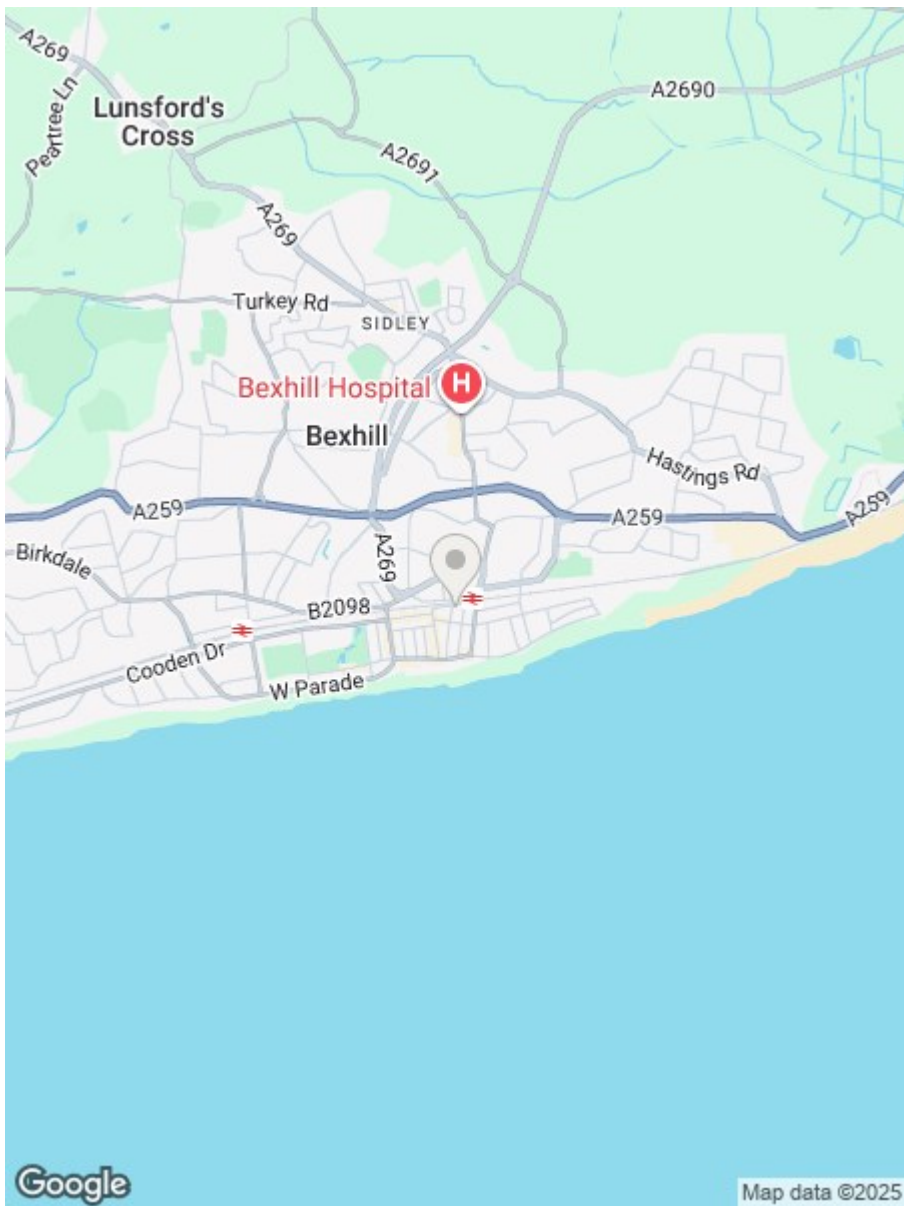 A269
Peartree Ln
Lunsford's
Cross
A2690
A2691
A269
Turkey Rd
SIDLEY
Bexhill Hospital
H
Bexhill
Hastings Rd
A259
A259
A259
Birkdale
A269
B2098
Cooden Dr
W Parade
Google
Map data ©2025